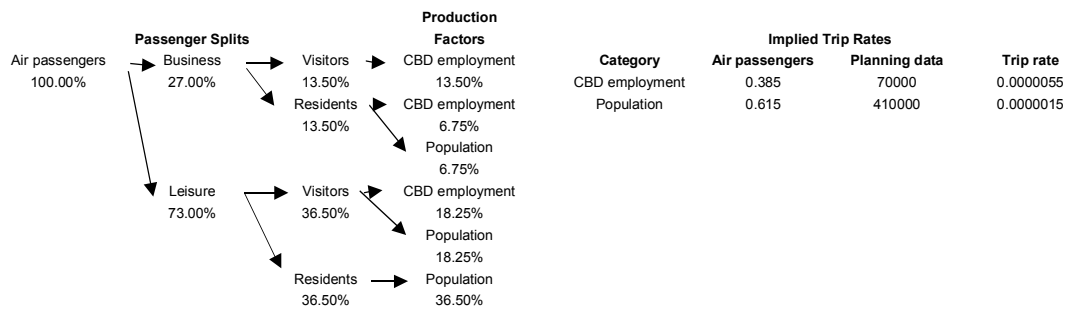 Production
Passenger Splits Factors Implied Trip Rates
Air passengers Business Visitors CBD employment Category Air passengers Planning data Trip rate
100.00% 27.00% 13.50% 13.50% CBD employment 0.385 70000 0.0000055
Residents CBD employment Population 0.615 410000 0.0000015
13.50% 6.75%
Population
6.75%
Leisure Visitors CBD employment
73.00% 36.50% 18.25%
Population
18.25%
Residents Population
36.50% 36.50%